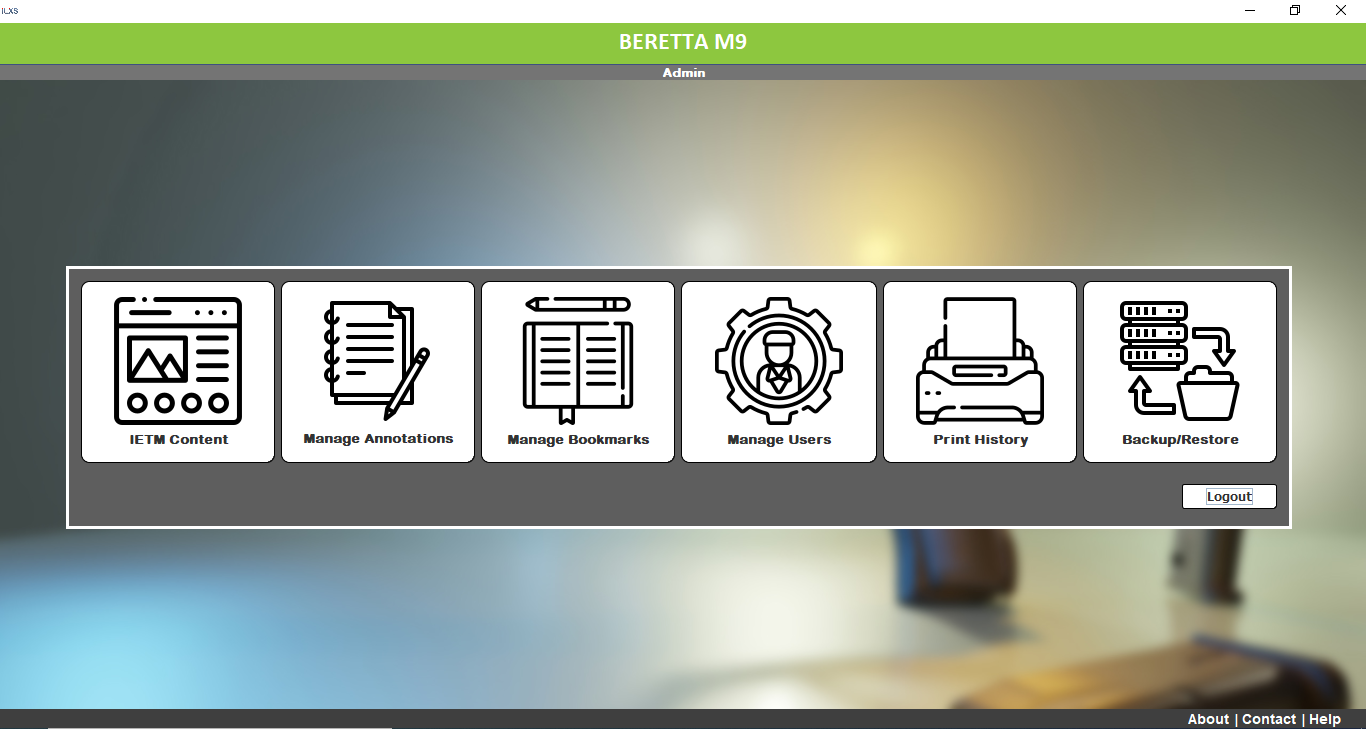 iLXS
BERETTA M9
Admin
IETM Content
Manage Annotations
Manage Bookmarks
Manage Users
Print History
Backup/Restore
Logout
About | Contact | Help